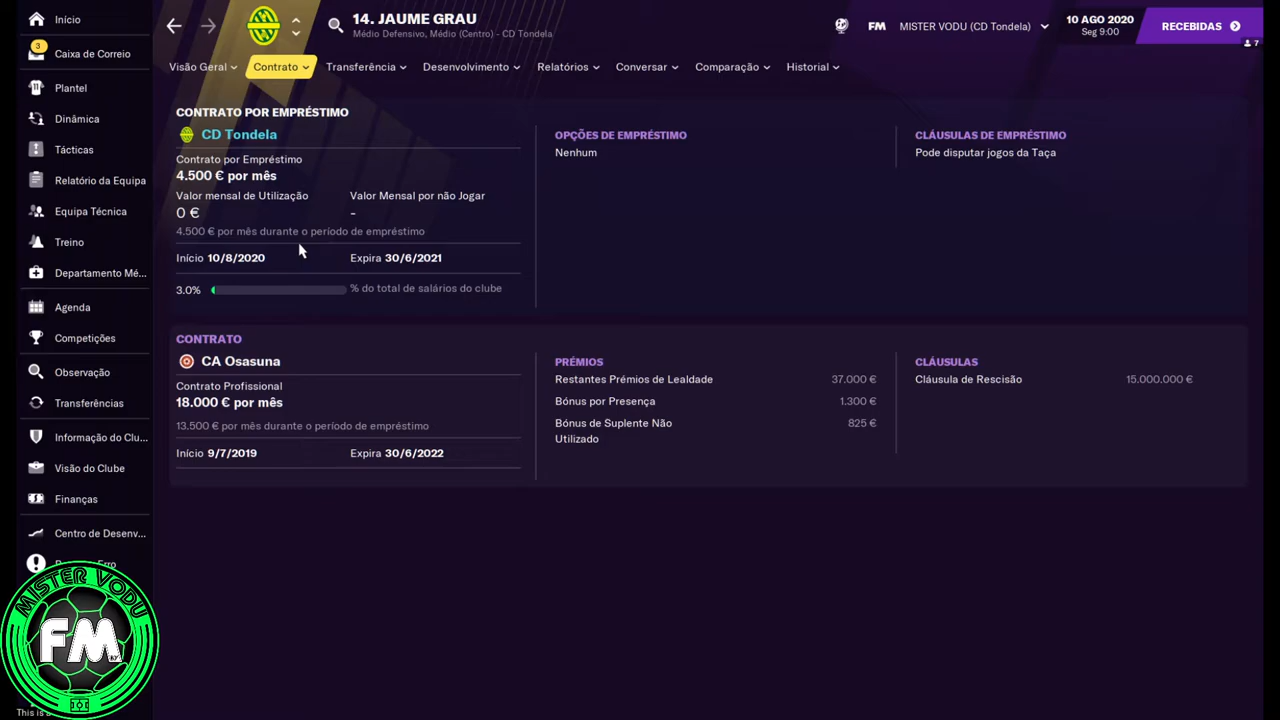 Início
14. JAUME GRAU
Médio Defensivo, Médio (Centro) - CD Tondela
FM
MISTER VODU (CD Tondela)
10 AGO 2020
Seg 9:00
RECEBIDAS
7
3
Caixa de Correio
Visão Geral
Contrato
Transferência
Desenvolvimento
Relatórios
Conversar
Comparação
Historial
Plantel
Dinâmica
Tácticas
Relatório da Equipa
Equipa Técnica
Treino
Departamento Mé...
Agenda
Competições
Observação
Transferências
Informação do Clu...
Visão do Clube
Finanças
Centro de Desenv...
CONTRATO POR EMPRÉSTIMO
CD Tondela
Contrato por Empréstimo
4.500 € por mês
Valor mensal de Utilização
Valor Mensal por não Jogar
0 €
-
4.500 € por mês durante o período de empréstimo
Início 10/8/2020
Expira 30/6/2021
3.0%
% do total de salários do clube
OPÇÕES DE EMPRÉSTIMO
Nenhum
CLÁUSULAS DE EMPRÉSTIMO
Pode disputar jogos da Taça
CONTRATO
CA Osasuna
Contrato Profissional
18.000 € por mês
13.500 € por mês durante o período de empréstimo
Início 9/7/2019
Expira 30/6/2022
PRÉMIOS
Restantes Prémios de Lealdade
37.000 €
Bónus por Presença
1.300 €
Bónus de Suplente Não
Utilizado
825 €
CLÁUSULAS
Cláusula de Rescisão
15.000.000 €
MISTER VODU
FM
This is